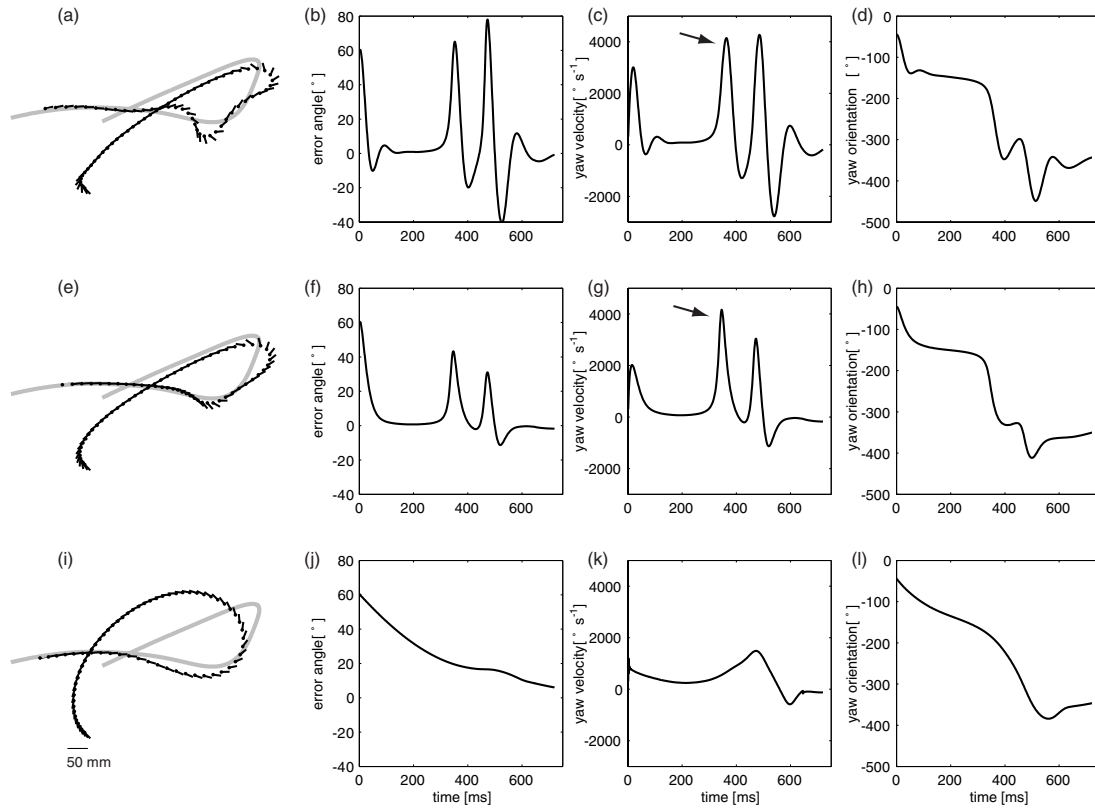 (a)
(b)
(c)
(d)
error angle[°]
80
60
40
20
0
-20
-40
0 200 400 600
yaw velocity[° s⁻¹]
4000
2000
0
-2000
0 200 400 600
yaw orientation [°]
0
-100
-200
-300
-400
-500
0 200 400 600
(e)
(f)
(g)
(h)
error angle[°]
80
60
40
20
0
-20
-40
0 200 400 600
yaw velocity[° s⁻¹]
4000
2000
0
-2000
0 200 400 600
yaw orientation[°]
0
-100
-200
-300
-400
-500
0 200 400 600
(i)
50 mm
(j)
(k)
(l)
error angle[°]
80
60
40
20
0
-20
-40
0 200 400 600
time [ms]
yaw velocity[° s⁻¹]
4000
2000
0
-2000
0 200 400 600
time [ms]
yaw orientation[°]
0
-100
-200
-300
-400
-500
0 200 400 600
time [ms]